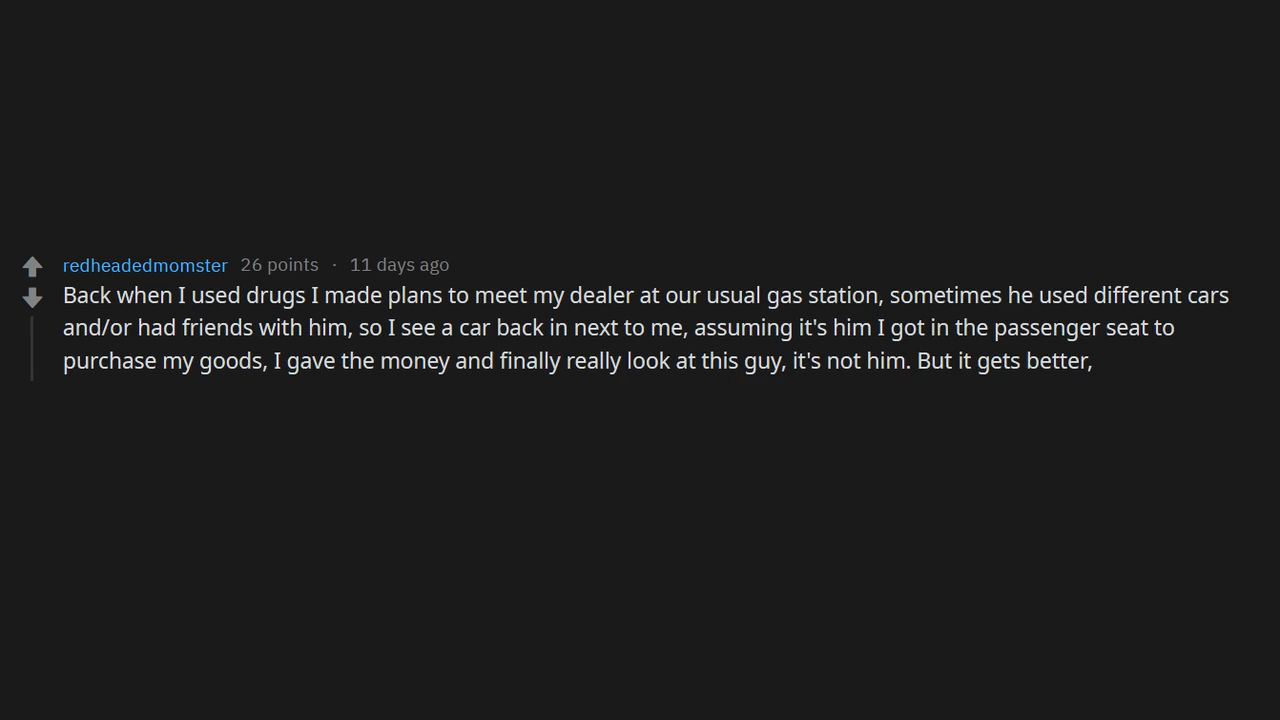 redheadedmomster 26 points · 11 days ago
Back when I used drugs I made plans to meet my dealer at our usual gas station, sometimes he used different cars
and/or had friends with him, so I see a car back in next to me, assuming it's him I got in the passenger seat to
purchase my goods, I gave the money and finally really look at this guy, it's not him. But it gets better,